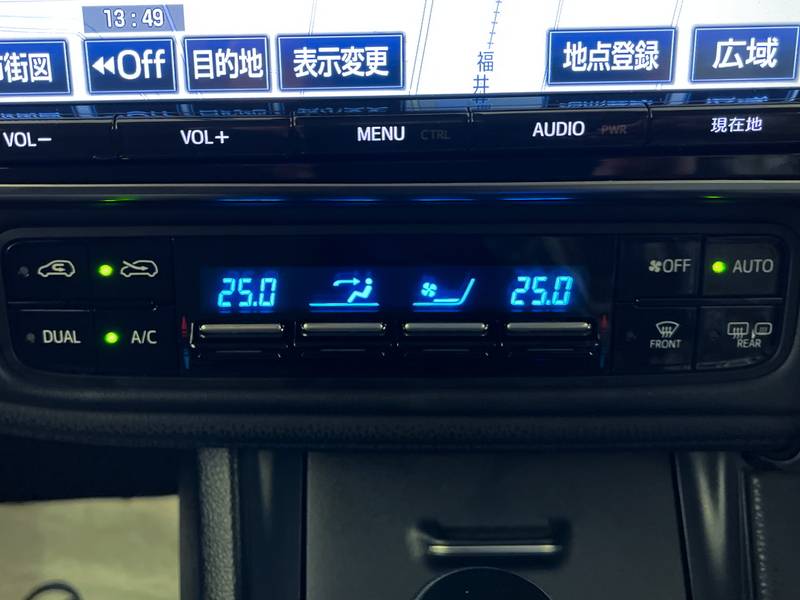 13:49
市街図 ◀◀Off 目的地 表示変更 地点登録 広域
福井
VOL− VOL+ MENU CTRL AUDIO PWR 現在地
25.0 25.0
OFF AUTO
DUAL A/C
FRONT REAR